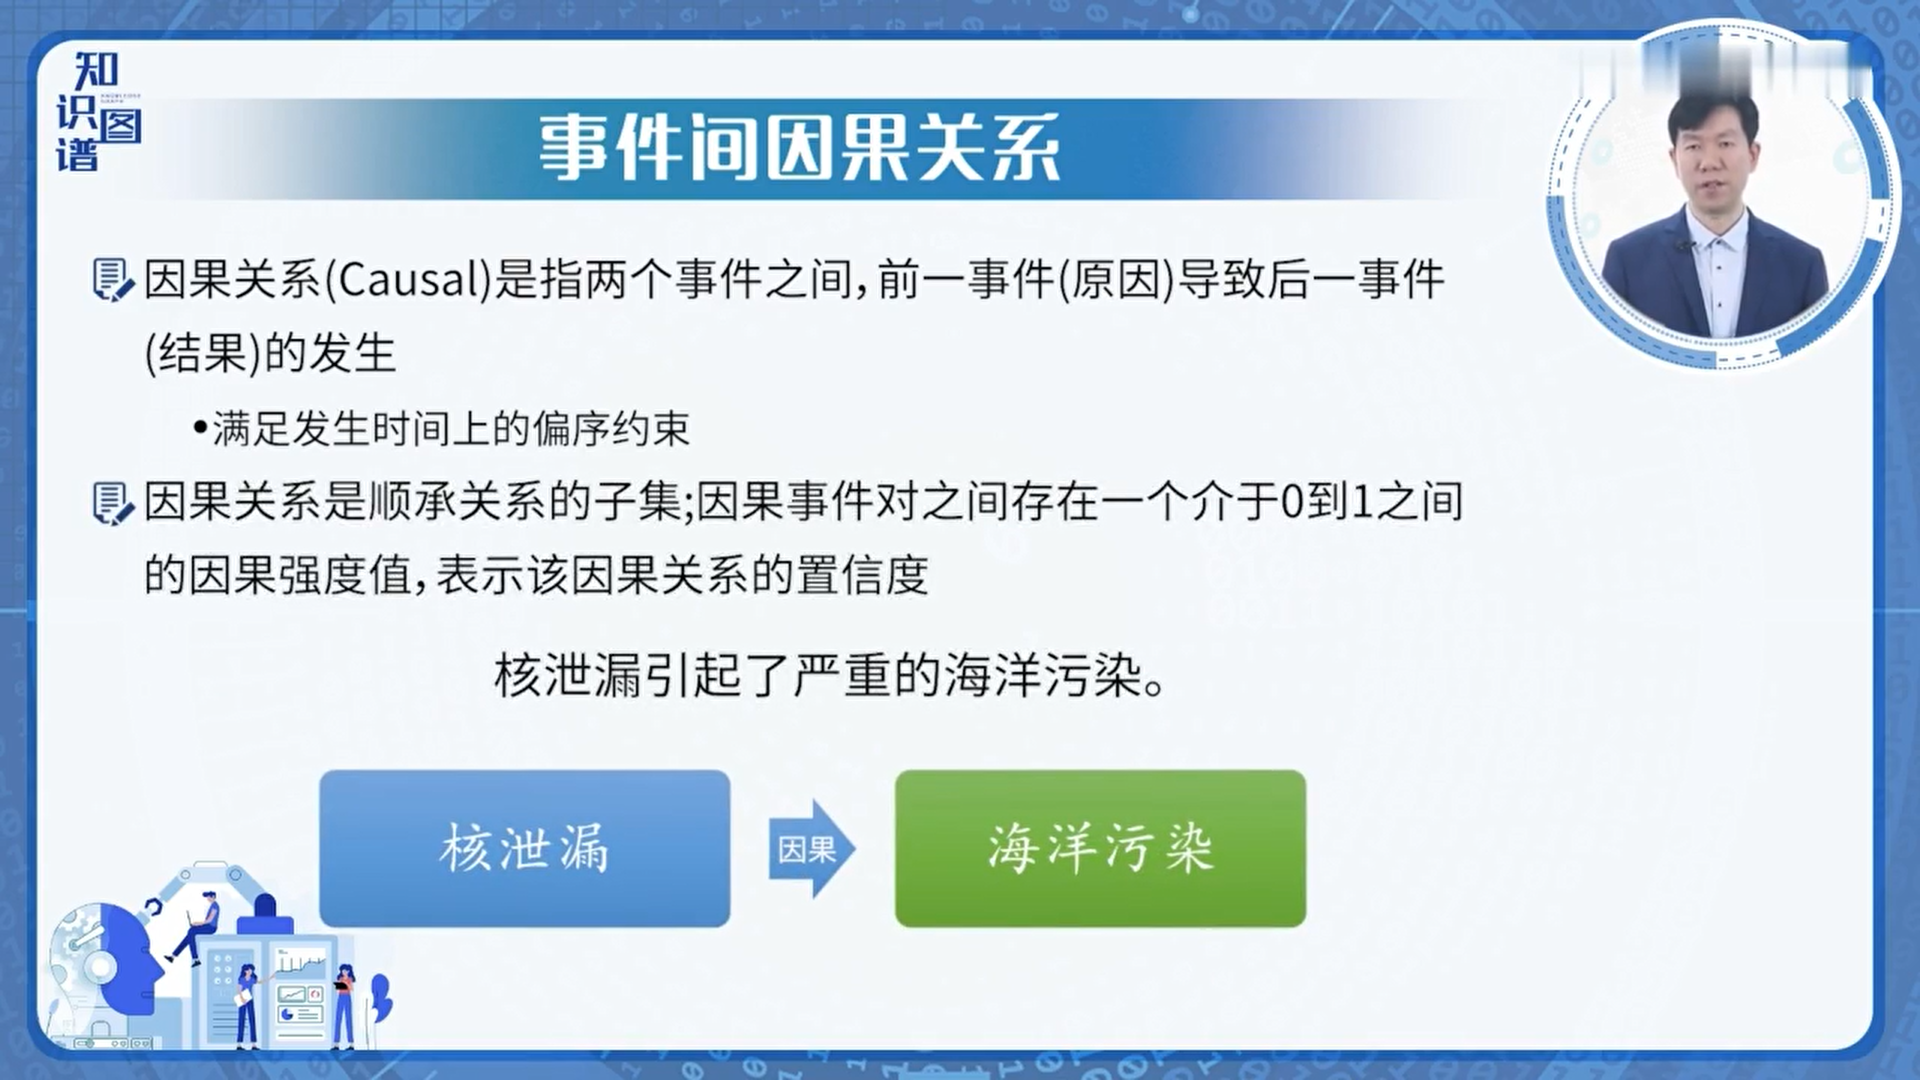 知识图谱
事件间因果关系
因果关系(Causal)是指两个事件之间,前一事件(原因)导致后一事件
(结果)的发生
•满足发生时间上的偏序约束
因果关系是顺承关系的子集;因果事件对之间存在一个介于0到1之间
的因果强度值,表示该因果关系的置信度
核泄漏引起了严重的海洋污染。
核泄漏
因果
海洋污染